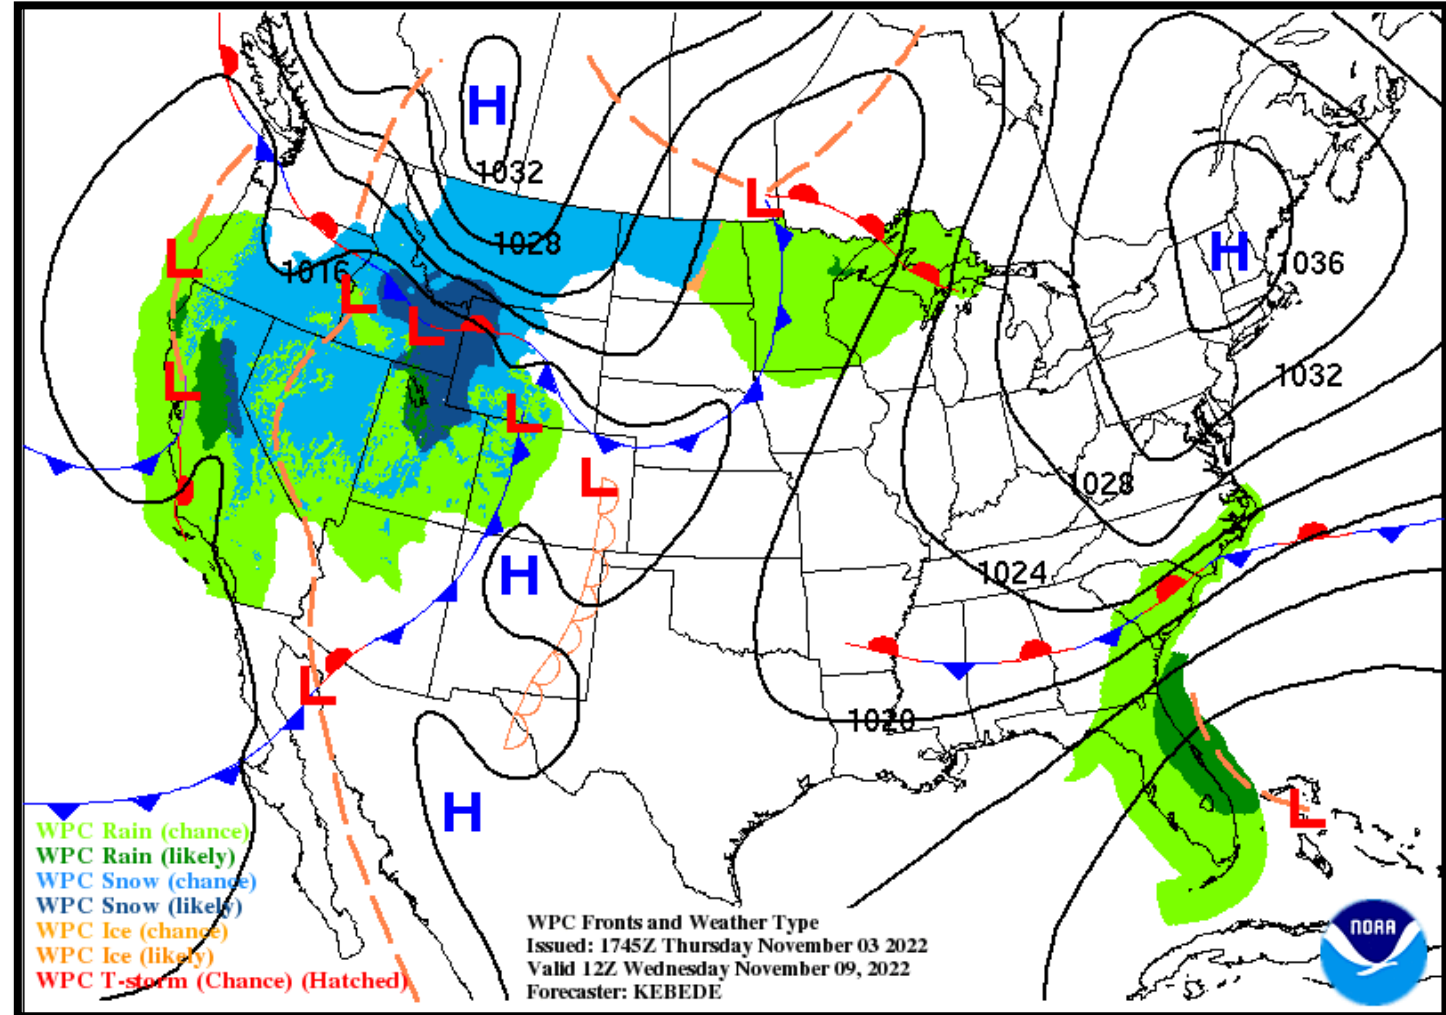 H
1032
L
1028
H
1036
L
1016
L
L
1032
L
L
L
1028
H
1024
L
1020
H
L
WPC Rain (chance)
WPC Rain (likely)
WPC Snow (chance)
WPC Snow (likely)
WPC Ice (chance)
WPC Ice (likely)
WPC T-storm (Chance) (Hatched)
WPC Fronts and Weather Type
Issued: 1745Z Thursday November 03 2022
Valid 12Z Wednesday November 09, 2022
Forecaster: KEBEDE
NOAA